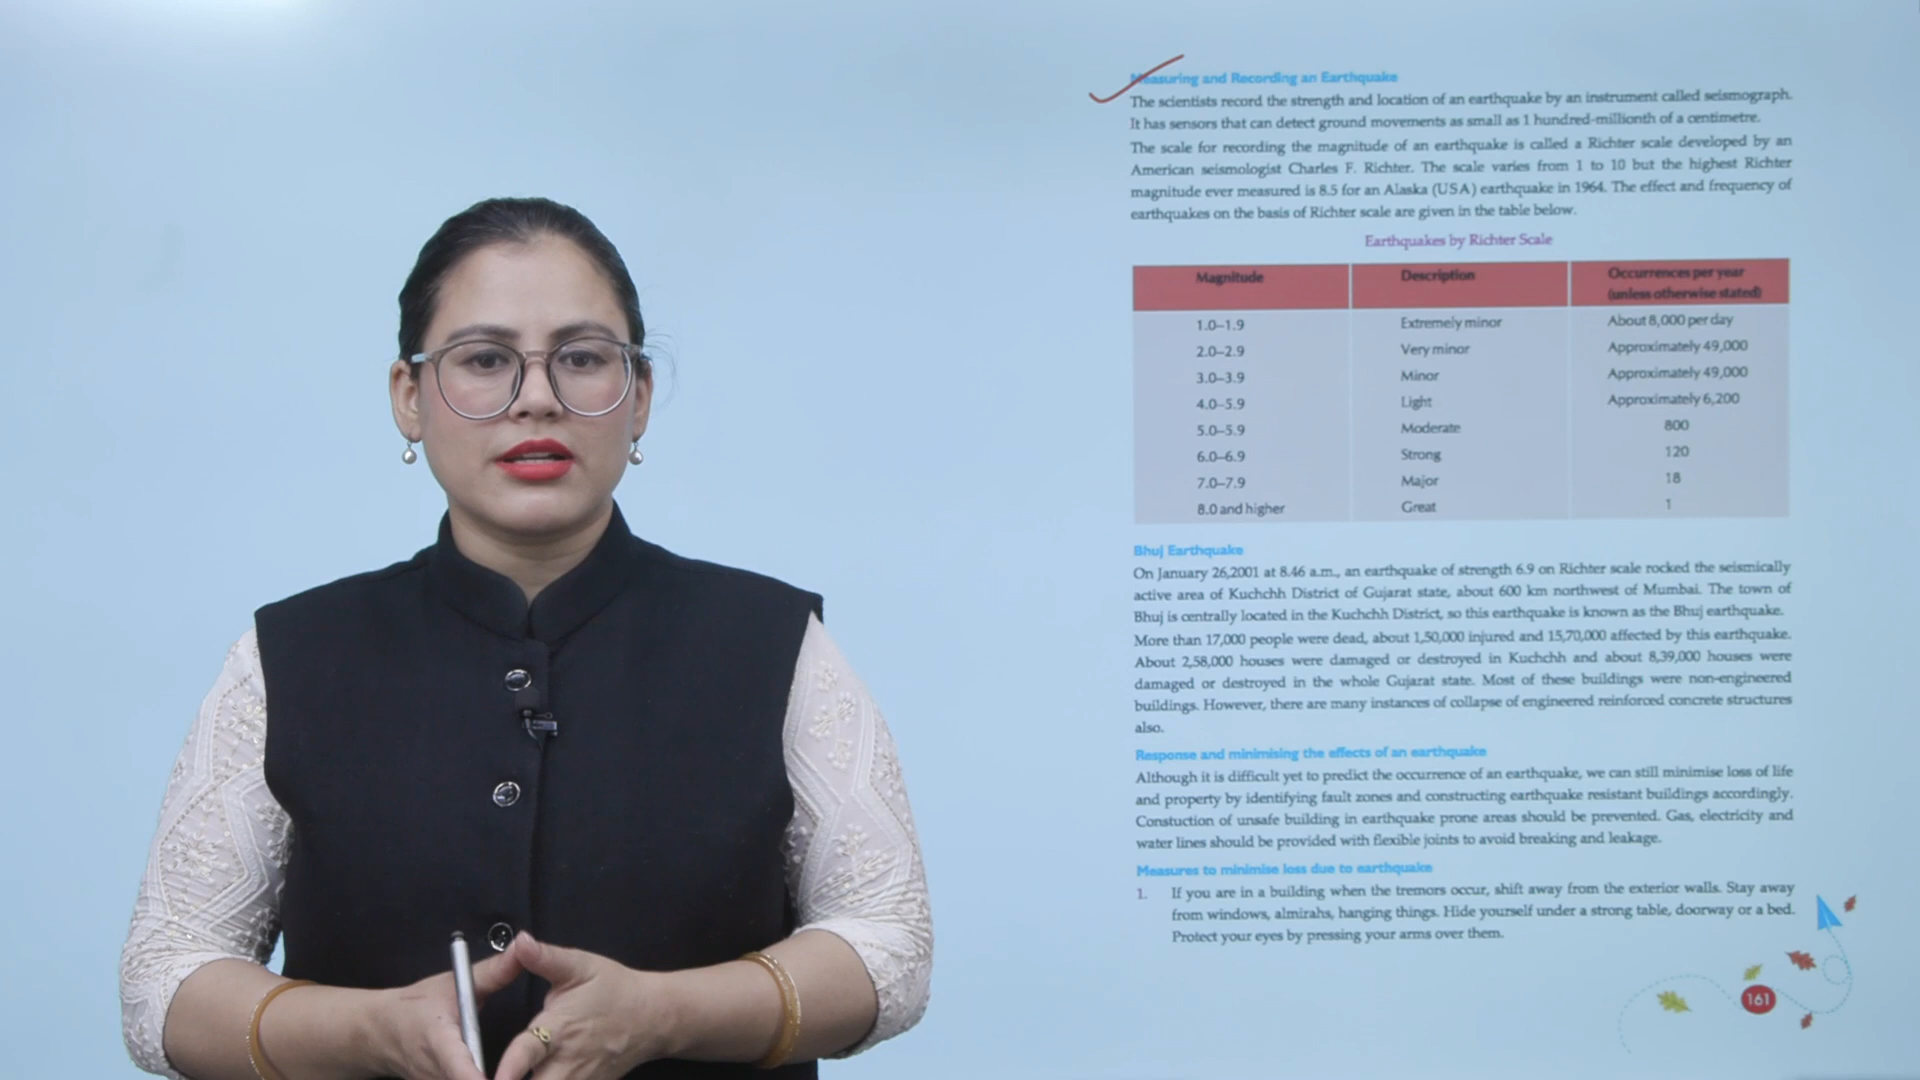 Measuring and Recording an Earthquake
The scientists record the strength and location of an earthquake by an instrument called seismograph.
It has sensors that can detect ground movements as small as 1 hundred-millionth of a centimetre.
The scale for recording the magnitude of an earthquake is called a Richter scale developed by an
American seismologist Charles F. Richter. The scale varies from 1 to 10 but the highest Richter
magnitude ever measured is 8.5 for an Alaska (USA) earthquake in 1964. The effect and frequency of
earthquakes on the basis of Richter scale are given in the table below.
Earthquakes by Richter Scale
Magnitude Description Occurrences per year
(unless otherwise stated)
1.0–1.9 Extremely minor About 8,000 per day
2.0–2.9 Very minor Approximately 49,000
3.0–3.9 Minor Approximately 49,000
4.0–5.9 Light Approximately 6,200
5.0–5.9 Moderate 800
6.0–6.9 Strong 120
7.0–7.9 Major 18
8.0 and higher Great 1
Bhuj Earthquake
On January 26,2001 at 8.46 a.m., an earthquake of strength 6.9 on Richter scale rocked the seismically
active area of Kuchchh District of Gujarat state, about 600 km northwest of Mumbai. The town of
Bhuj is centrally located in the Kuchchh District, so this earthquake is known as the Bhuj earthquake.
More than 17,000 people were dead, about 1,50,000 injured and 15,70,000 affected by this earthquake.
About 2,58,000 houses were damaged or destroyed in Kuchchh and about 8,39,000 houses were
damaged or destroyed in the whole Gujarat state. Most of these buildings were non-engineered
buildings. However, there are many instances of collapse of engineered reinforced concrete structures
also.
Response and minimising the effects of an earthquake
Although it is difficult yet to predict the occurrence of an earthquake, we can still minimise loss of life
and property by identifying fault zones and constructing earthquake resistant buildings accordingly.
Constuction of unsafe building in earthquake prone areas should be prevented. Gas, electricity and
water lines should be provided with flexible joints to avoid breaking and leakage.
Measures to minimise loss due to earthquake
1. If you are in a building when the tremors occur, shift away from the exterior walls. Stay away
from windows, almirahs, hanging things. Hide yourself under a strong table, doorway or a bed.
Protect your eyes by pressing your arms over them.
161